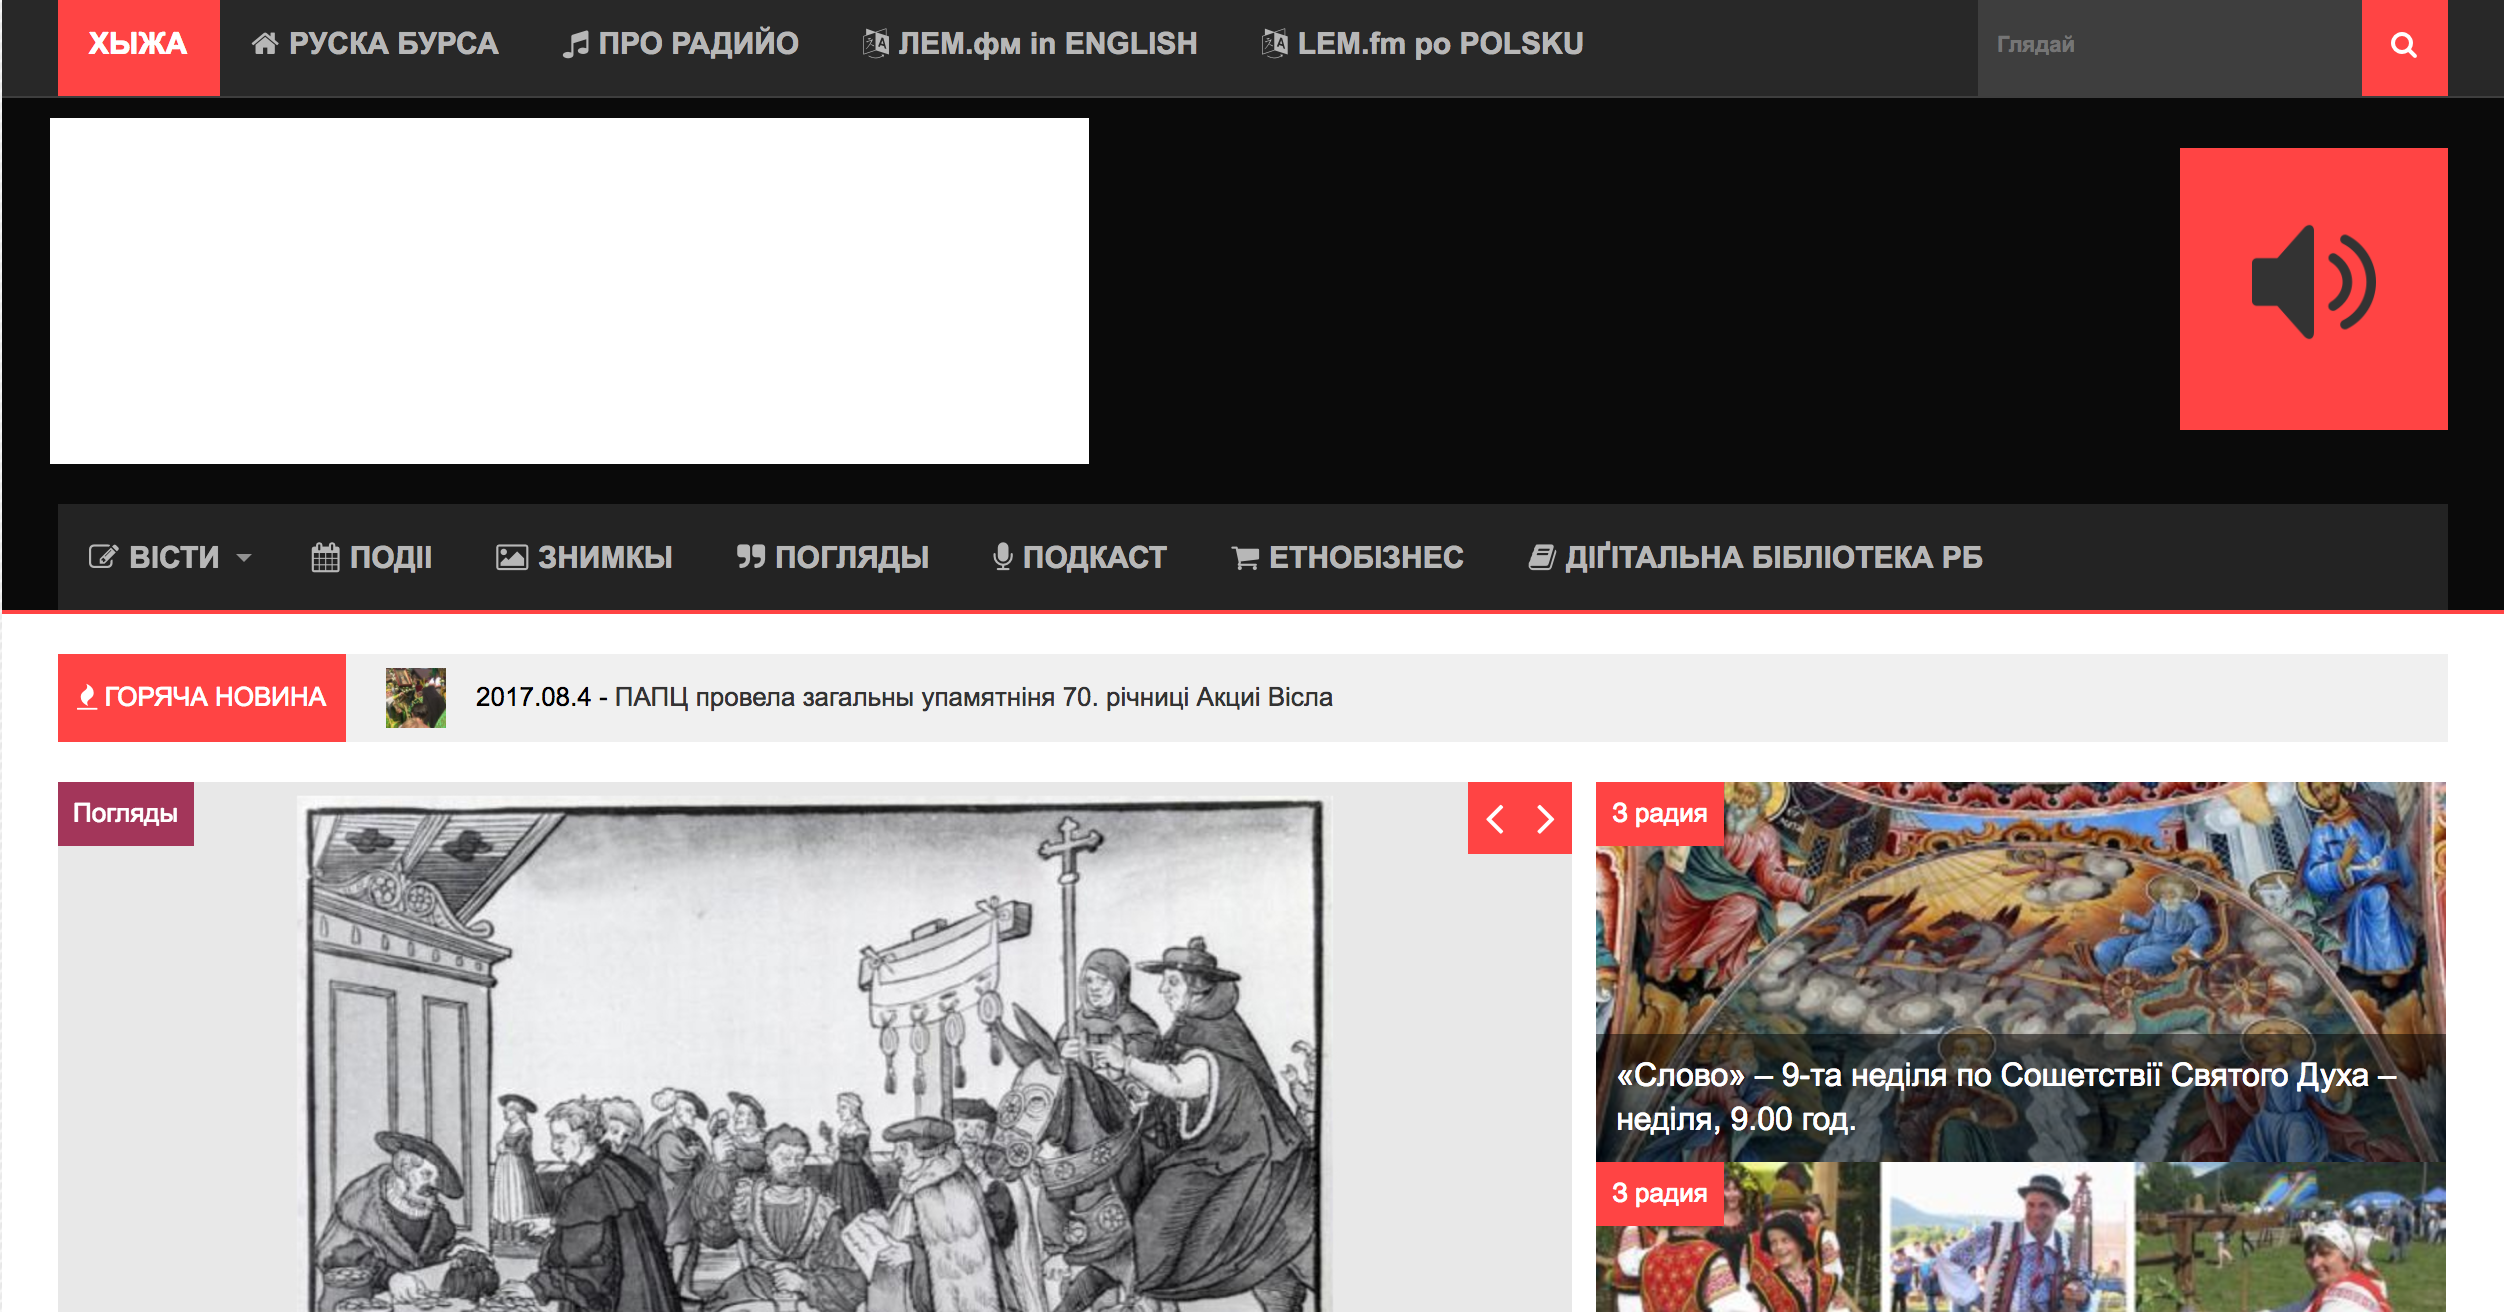 ХЫЖА
РУСКА БУРСА
ПРО РАДИЙО
ЛЕМ.фм in ENGLISH
LEM.fm po POLSKU
Глядай
ВІСТИ
ПОДІІ
ЗНИМКЫ
ПОГЛЯДЫ
ПОДКАСТ
ЕТНОБІЗНЕС
ДІҐІТАЛЬНА БІБЛІОТЕКА РБ
ГОРЯЧА НОВИНА
2017.08.4 - ПАПЦ провела загальны упамятніня 70. річниці Акциі Вісла
Погляды
З радия
«Слово» – 9-та неділя по Сошетствії Святого Духа –
неділя, 9.00 год.
З радия